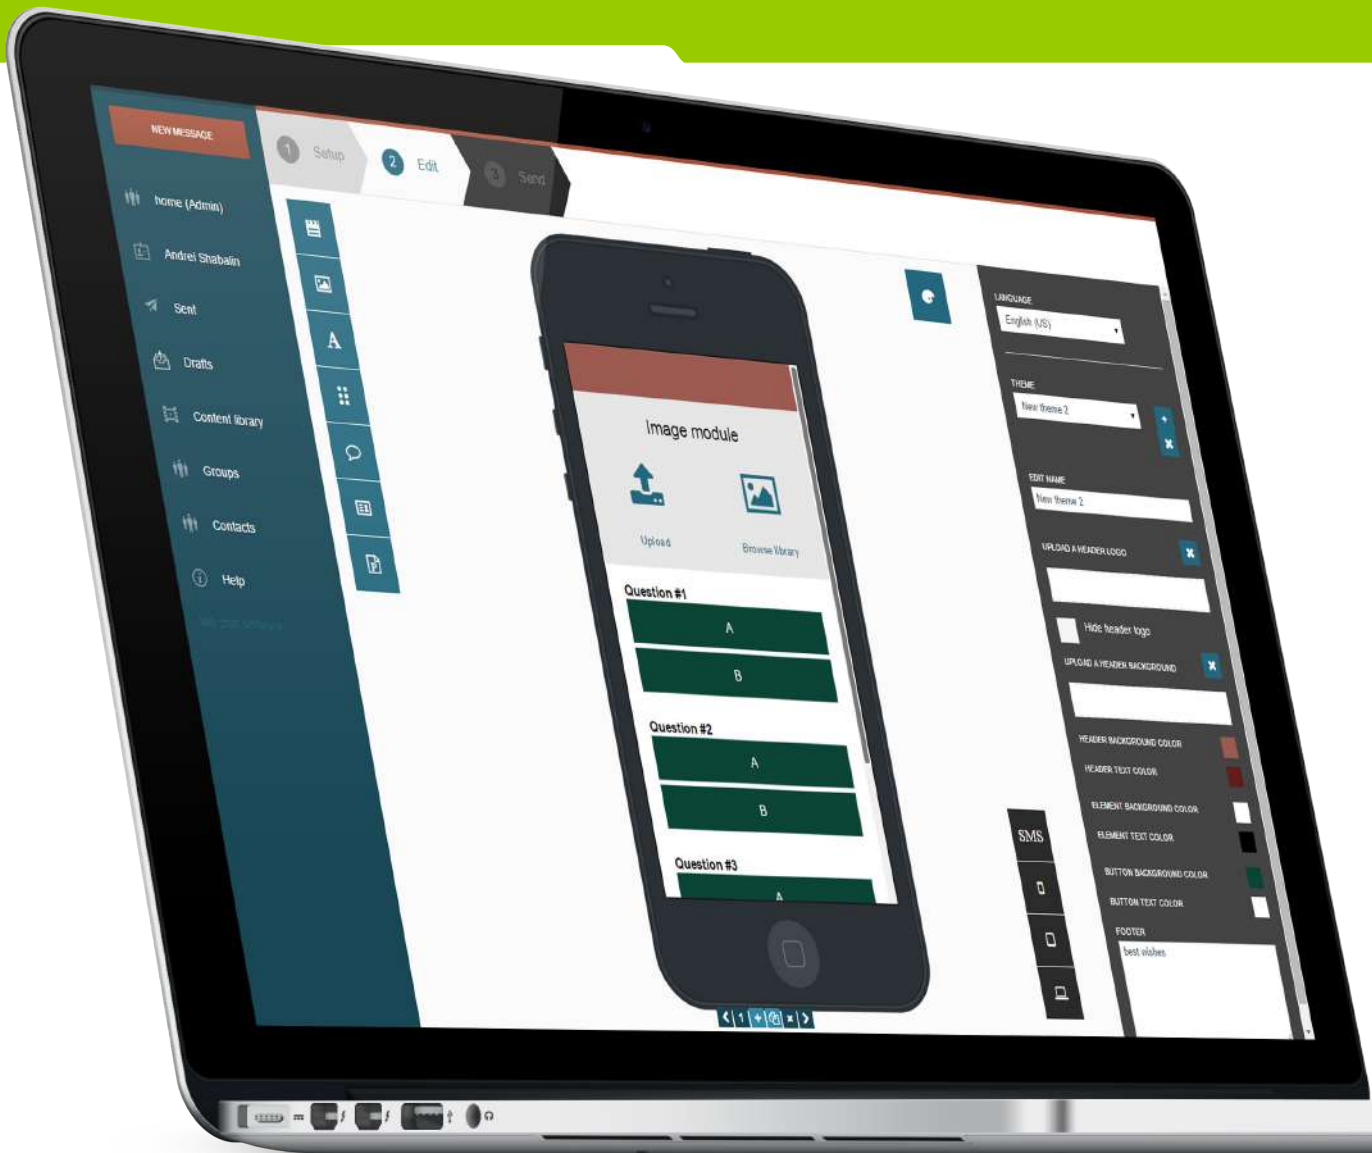 NEW MESSAGE
home (Admin)
Andrei Shabalin
Sent
Drafts
Content library
Groups
Contacts
Help
1 Setup
2 Edit
3 Send
A
Image module
Upload
Browse library
Question #1
A
B
Question #2
A
B
Question #3
A
1
SMS
LANGUAGE
English (US)
THEME
New theme 2
EDIT NAME
New theme 2
UPLOAD A HEADER LOGO
Hide header logo
UPLOAD A HEADER BACKGROUND
HEADER BACKGROUND COLOR
HEADER TEXT COLOR
ELEMENT BACKGROUND COLOR
ELEMENT TEXT COLOR
BUTTON BACKGROUND COLOR
BUTTON TEXT COLOR
FOOTER
best wishes